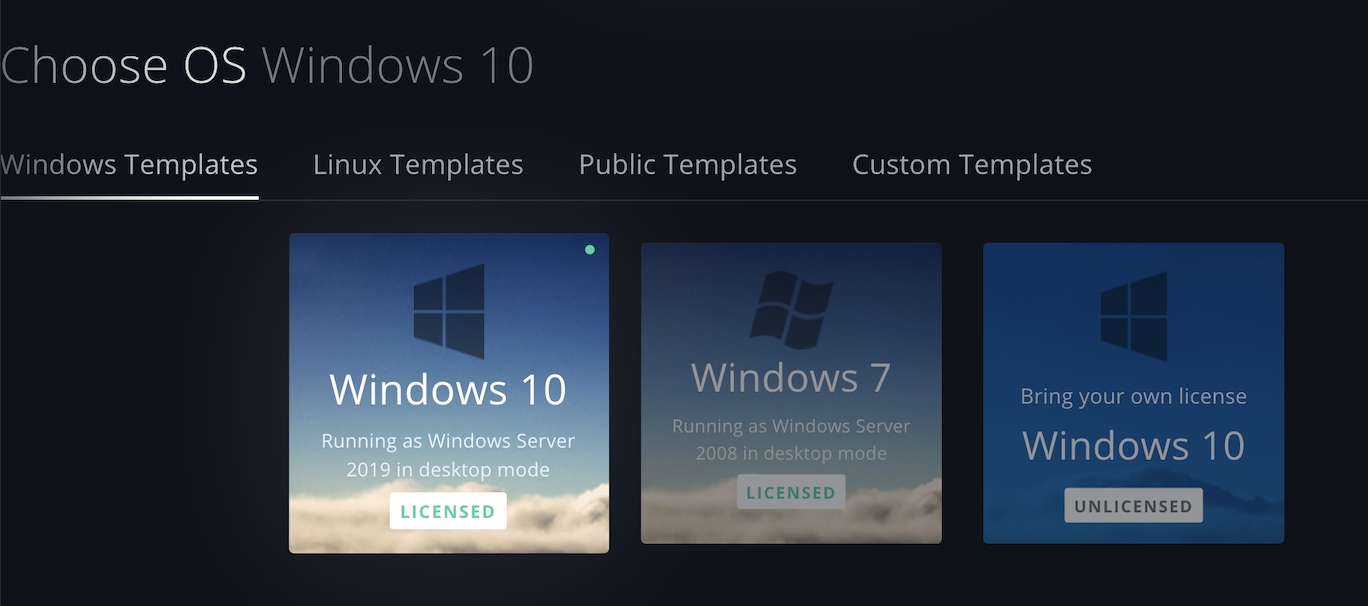 Choose OS Windows 10
Windows Templates Linux Templates Public Templates Custom Templates
Windows 10
Running as Windows Server
2019 in desktop mode
LICENSED
Windows 7
Running as Windows Server
2008 in desktop mode
LICENSED
Bring your own license
Windows 10
UNLICENSED